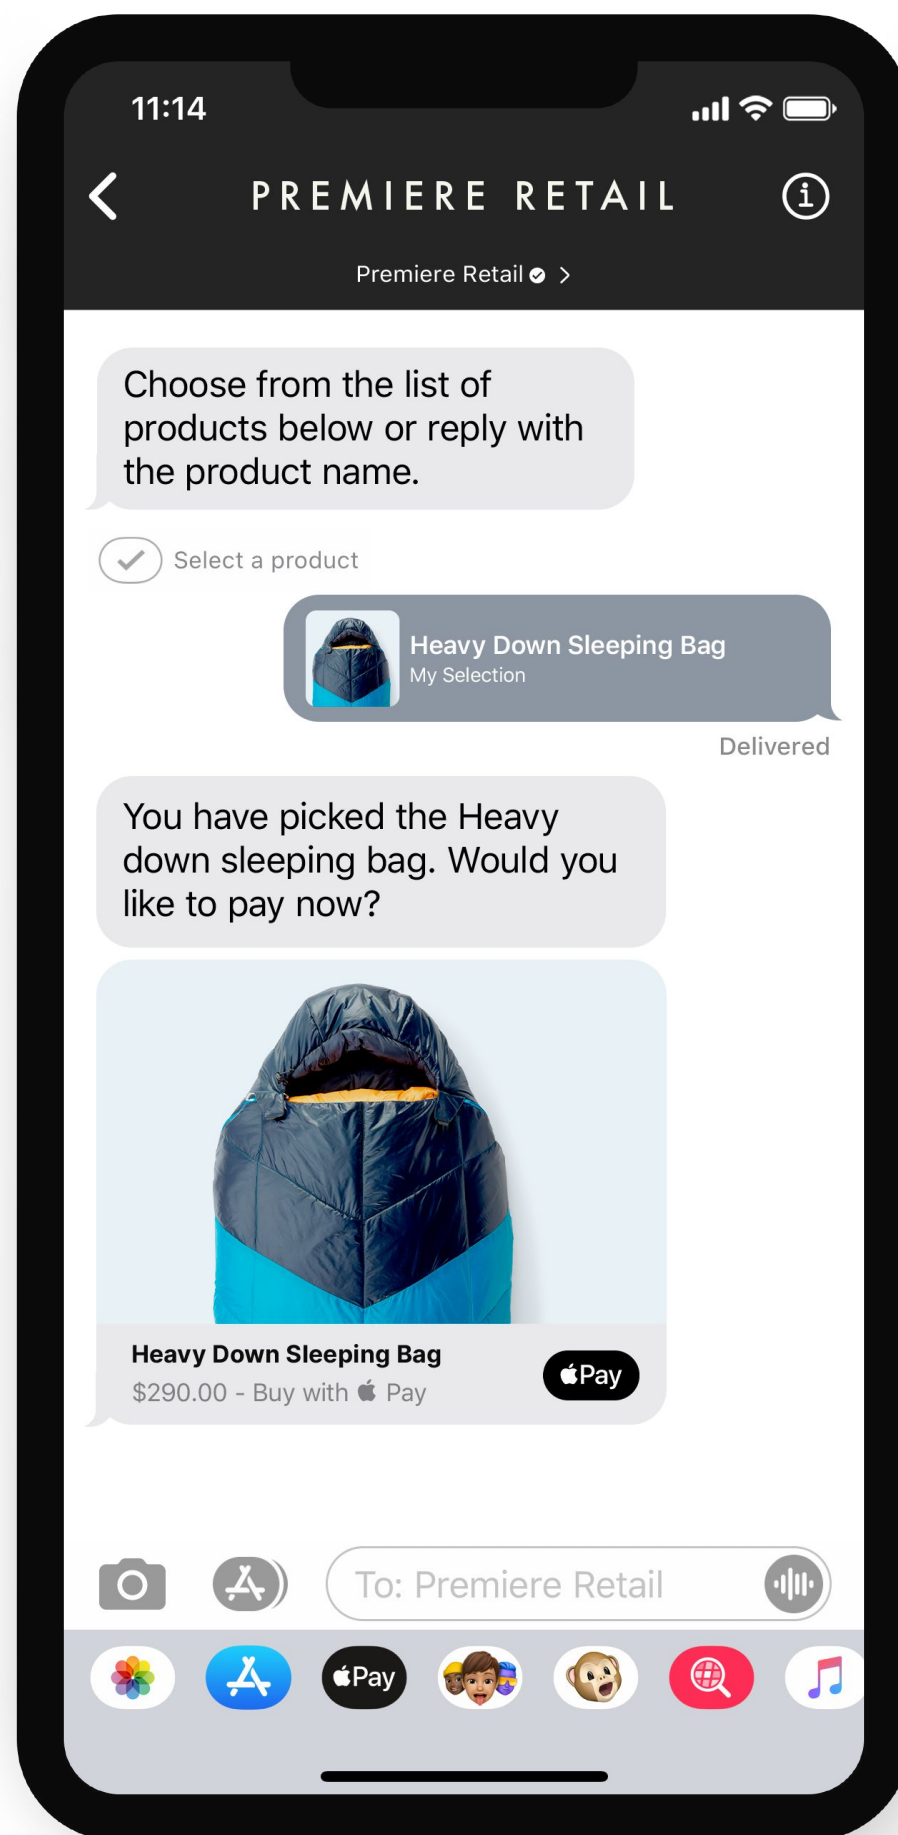 11:14
PREMIERE RETAIL
Premiere Retail
Choose from the list of
products below or reply with
the product name.
Select a product
Heavy Down Sleeping Bag
My Selection
Delivered
You have picked the Heavy
down sleeping bag. Would you
like to pay now?
Heavy Down Sleeping Bag
$290.00 - Buy with  Pay
Pay
To: Premiere Retail
Pay